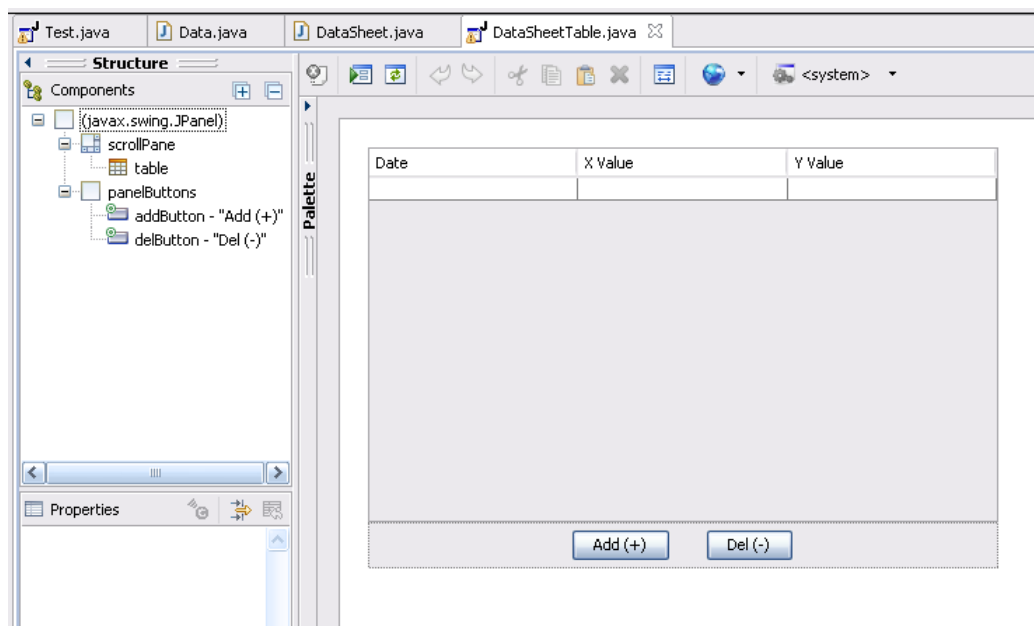 Test.java Data.java DataSheet.java DataSheetTable.java
Structure
<system>
Components
(javax.swing.JPanel)
scrollPane
table
panelButtons
addButton - "Add (+)"
delButton - "Del (-)"
Palette
Date X Value Y Value
Properties
Add (+) Del (-)